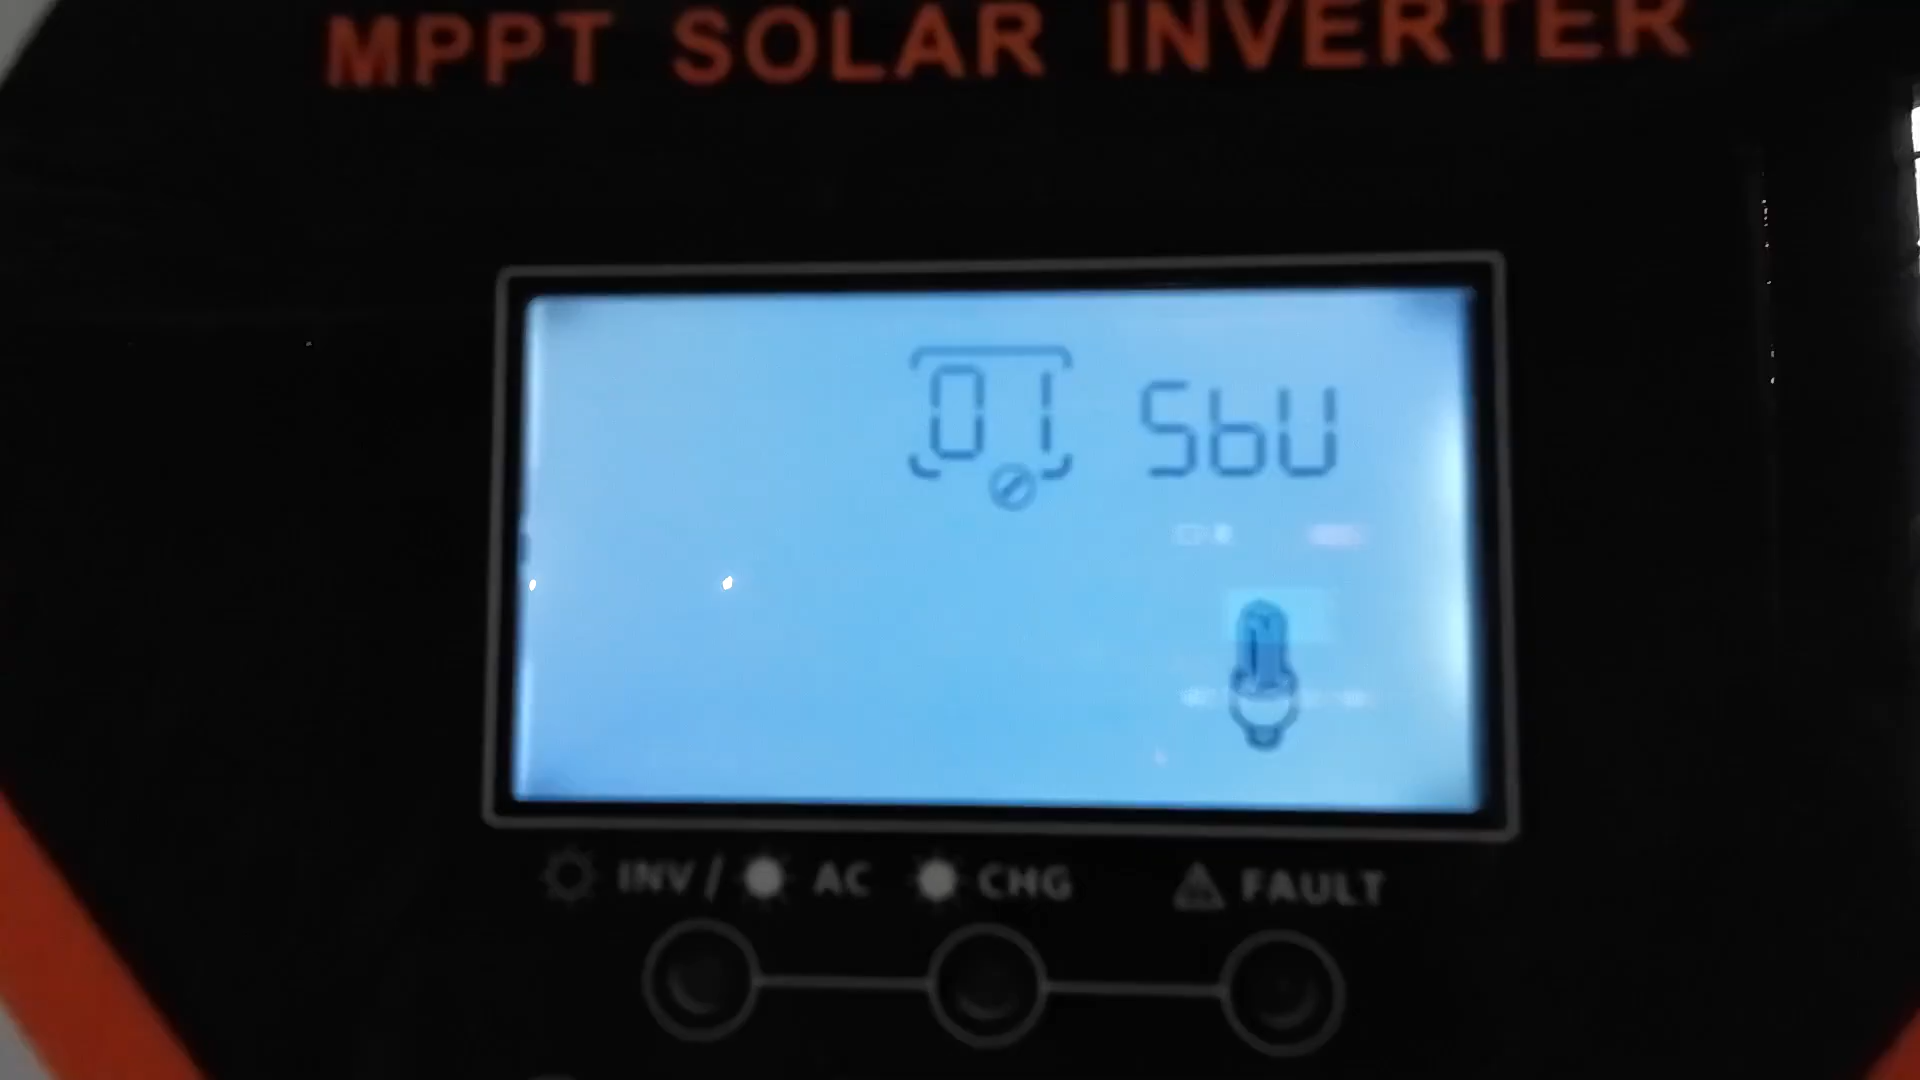 MPPT SOLAR INVERTER
01 SbU
INV / AC CHG FAULT